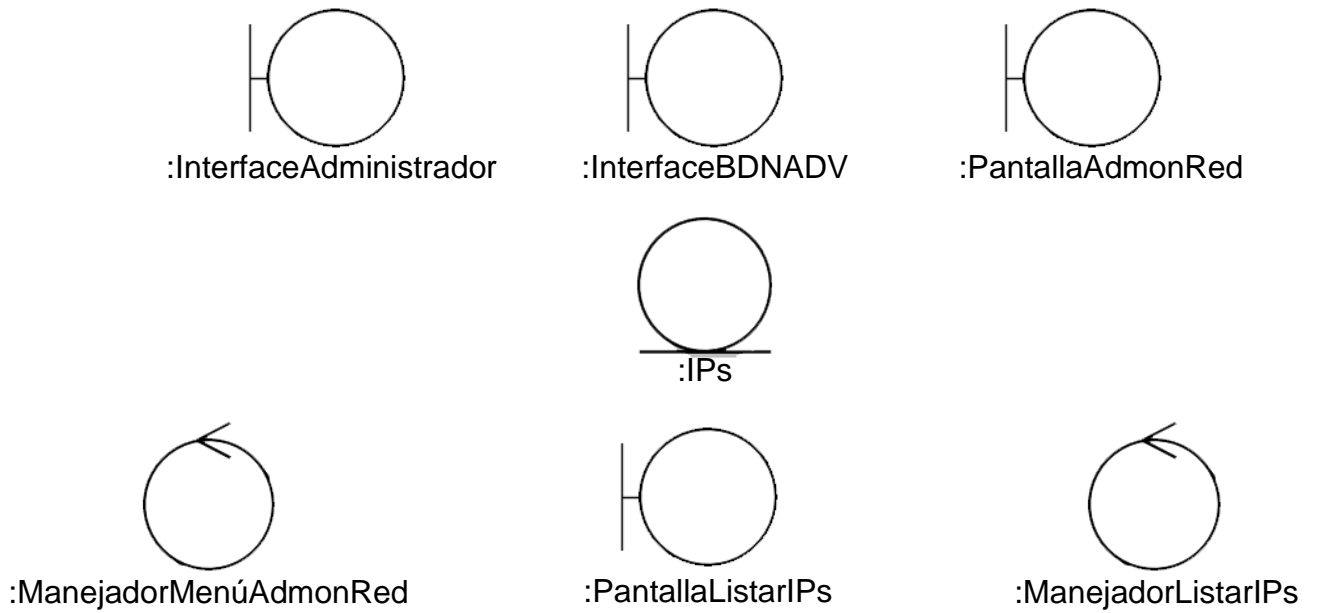 :InterfaceAdministrador
:InterfaceBDNADV
:PantallaAdmonRed
:IPs
:ManejadorMenúAdmonRed
:PantallaListarIPs
:ManejadorListarIPs